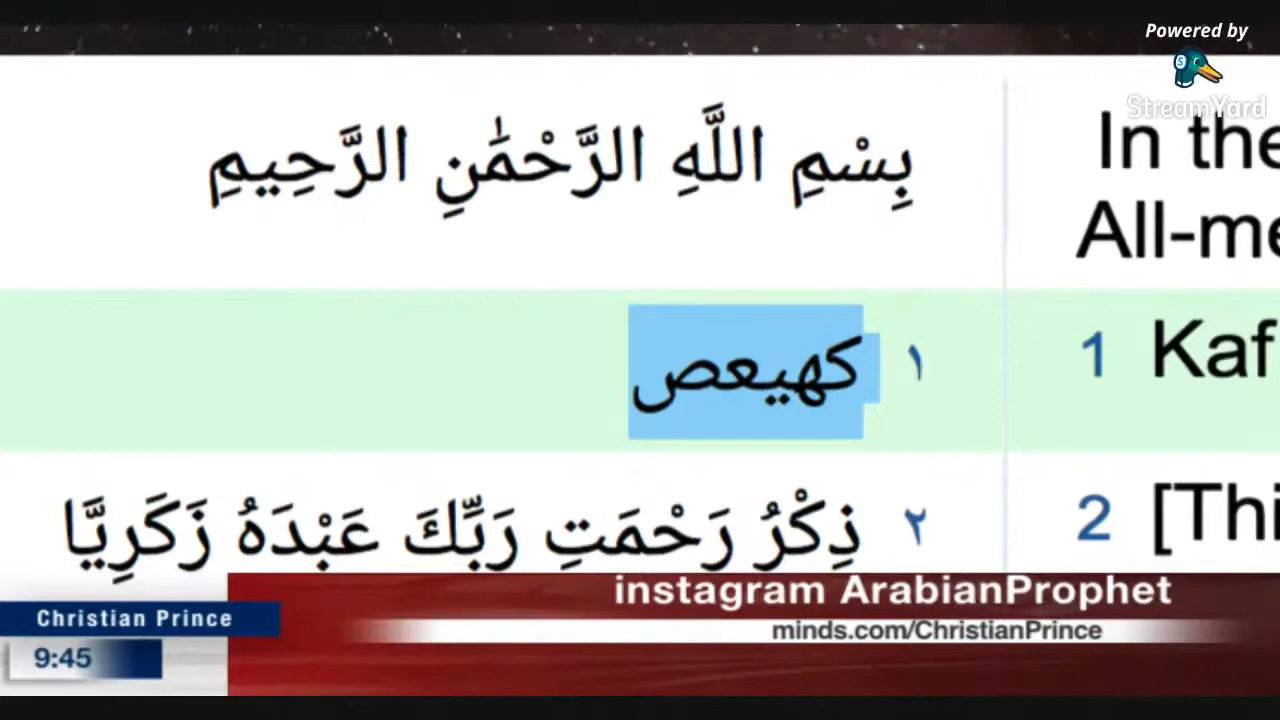 Powered by
StreamYard
بِسْمِ اللَّهِ الرَّحْمَٰنِ الرَّحِيمِ
In the
All-me
١ كهيعص
1 Kaf
٢ ذِكْرُ رَحْمَتِ رَبِّكَ عَبْدَهُ زَكَرِيَّا
2 [Thi
instagram ArabianProphet
Christian Prince
minds.com/ChristianPrince
9:45